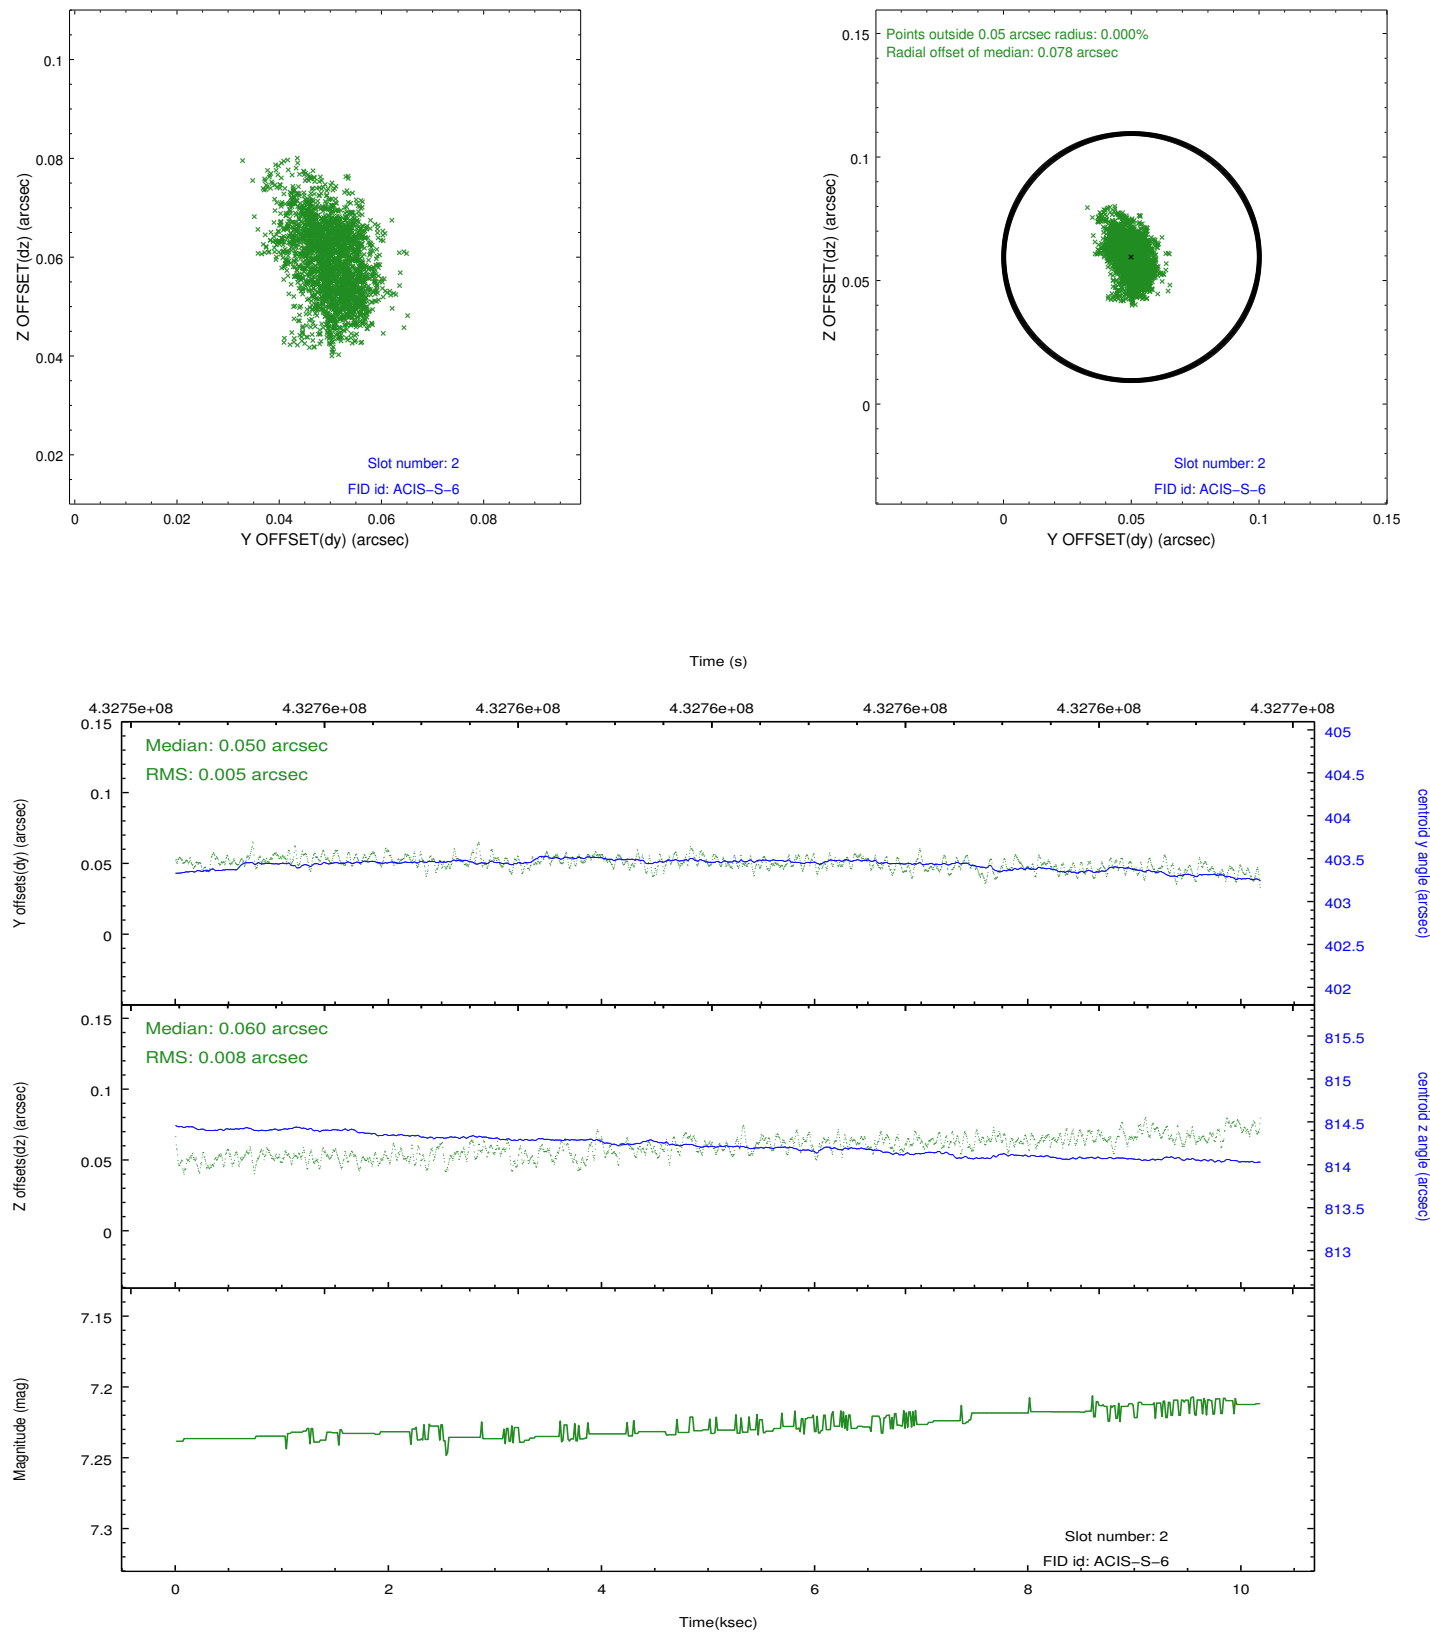 0.1
0.08
0.06
0.04
0.02
Z OFFSET(dz) (arcsec)
Slot number: 2
FID id: ACIS−S−6
0 0.02 0.04 0.06 0.08
Y OFFSET(dy) (arcsec)
Points outside 0.05 arcsec radius: 0.000%
Radial offset of median: 0.078 arcsec
0.15
0.1
0.05
0
Z OFFSET(dz) (arcsec)
Slot number: 2
FID id: ACIS−S−6
0 0.05 0.1 0.15
Y OFFSET(dy) (arcsec)
Time (s)
4.3275e+08 4.3276e+08 4.3276e+08 4.3276e+08 4.3276e+08 4.3276e+08 4.3277e+08
Median: 0.050 arcsec
RMS: 0.005 arcsec
0.15
0.1
0.05
0
Y offsets(dy) (arcsec)
405
404.5
404
403.5
403
402.5
402
centroid y angle (arcsec)
Median: 0.060 arcsec
RMS: 0.008 arcsec
0.15
0.1
0.05
0
Z offsets(dz) (arcsec)
815.5
815
814.5
814
813.5
813
centroid z angle (arcsec)
7.15
7.2
7.25
7.3
Magnitude (mag)
Slot number: 2
FID id: ACIS−S−6
0 2 4 6 8 10
Time(ksec)